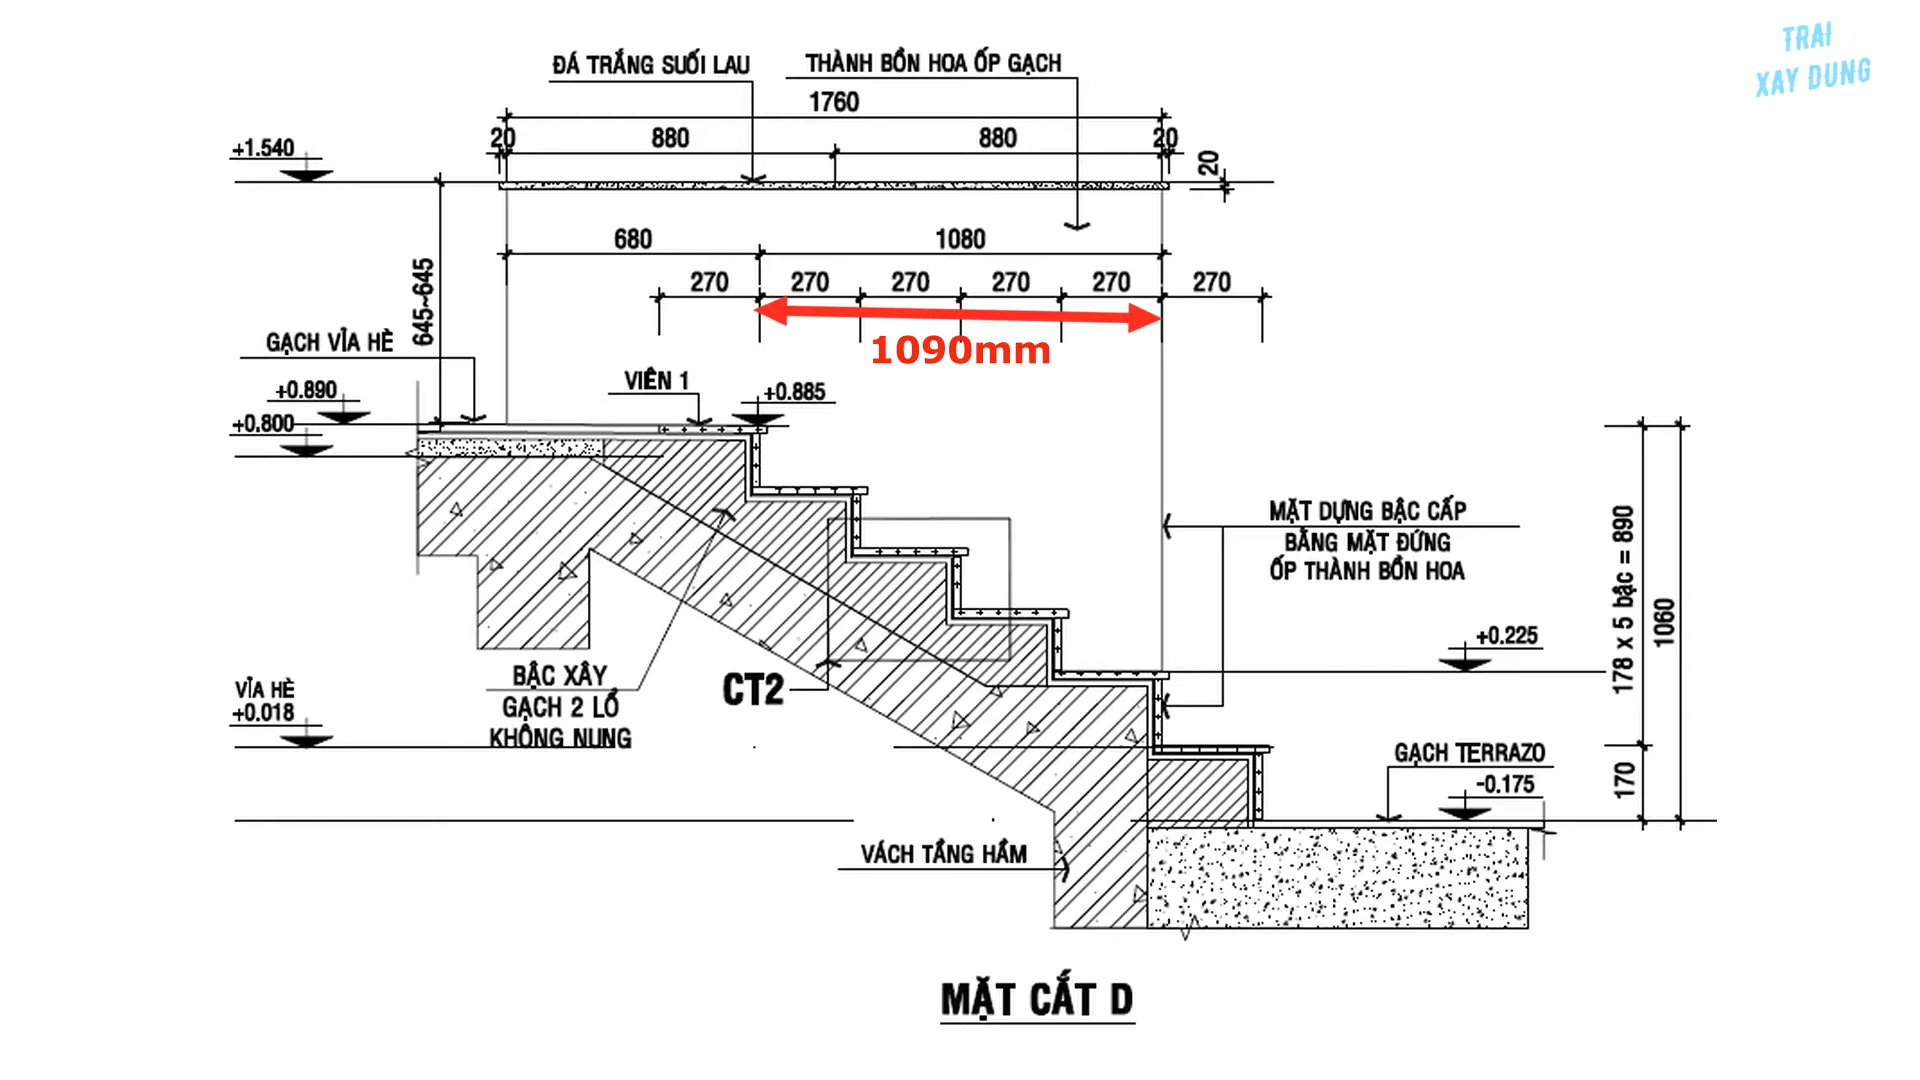 TRAI
XAY DUNG
ĐÁ TRẮNG SUỐI LAU
THÀNH BỒN HOA ỐP GẠCH
1760
20
880
880
20
20
+1.540
680
1080
270
270
270
270
270
270
645~645
1090mm
GẠCH VỈA HÈ
VIÊN 1
+0.890
+0.885
+0.800
MẶT DỰNG BẬC CẤP
BẰNG MẶT ĐỨNG
ỐP THÀNH BỒN HOA
178 x 5 bậc = 890
1060
+0.225
BẬC XÂY
GẠCH 2 LỔ
KHÔNG NUNG
CT2
VỈA HÈ
+0.018
GẠCH TERRAZO
-0.175
170
VÁCH TẦNG HẦM
MẶT CẮT D